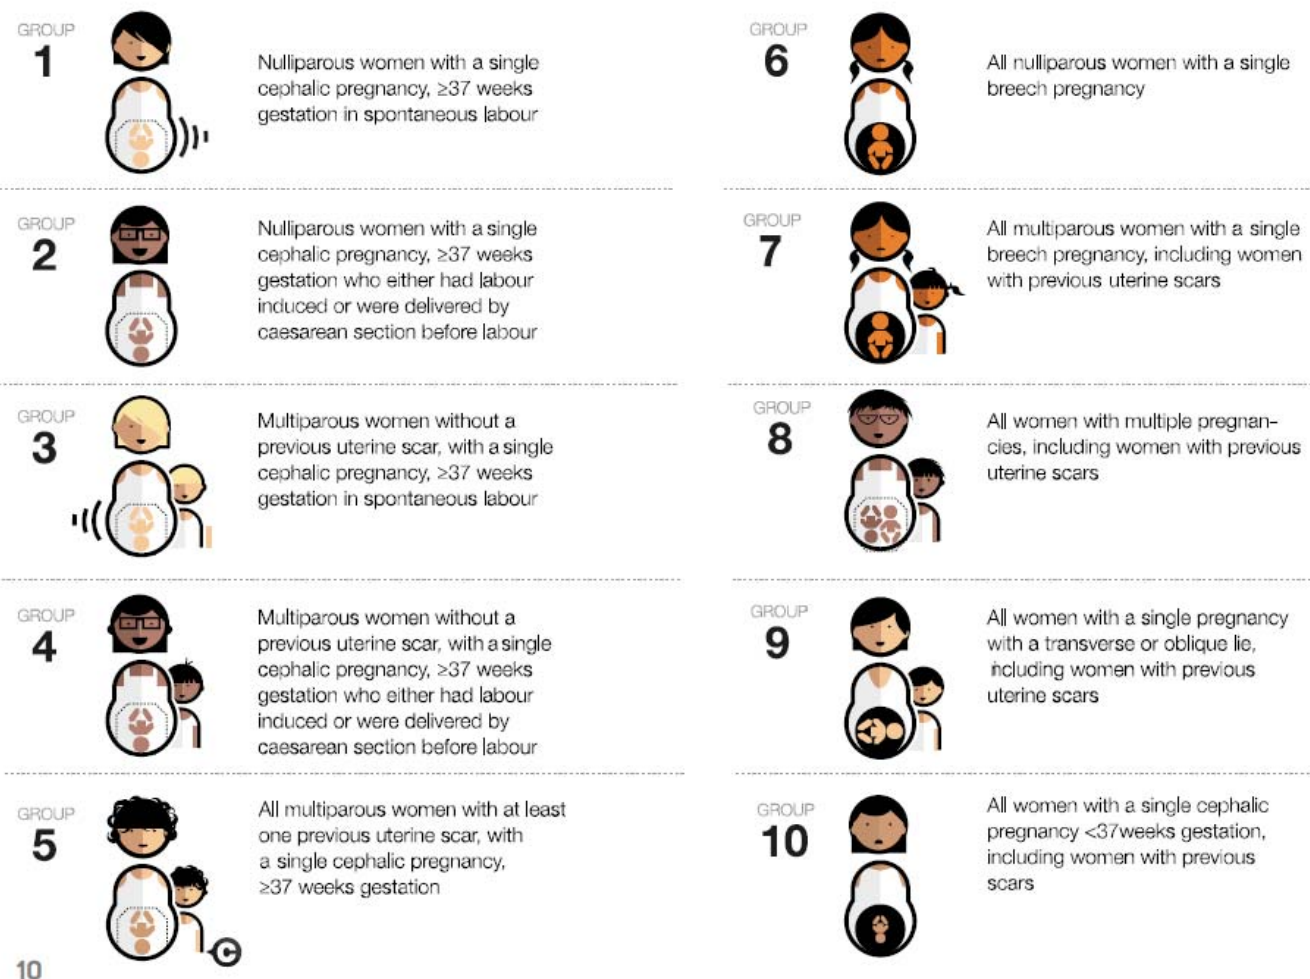 GROUP
1
Nulliparous women with a single
cephalic pregnancy, ≥37 weeks
gestation in spontaneous labour
GROUP
2
Nulliparous women with a single
cephalic pregnancy, ≥37 weeks
gestation who either had labour
induced or were delivered by
caesarean section before labour
GROUP
3
Multiparous women without a
previous uterine scar, with a single
cephalic pregnancy, ≥37 weeks
gestation in spontaneous labour
GROUP
4
Multiparous women without a
previous uterine scar, with a single
cephalic pregnancy, ≥37 weeks
gestation who either had labour
induced or were delivered by
caesarean section before labour
GROUP
5
All multiparous women with at least
one previous uterine scar, with
a single cephalic pregnancy,
≥37 weeks gestation
C
10
GROUP
6
All nulliparous women with a single
breech pregnancy
GROUP
7
All multiparous women with a single
breech pregnancy, including women
with previous uterine scars
GROUP
8
All women with multiple pregnan-
cies, including women with previous
uterine scars
GROUP
9
All women with a single pregnancy
with a transverse or oblique lie,
including women with previous
uterine scars
GROUP
10
All women with a single cephalic
pregnancy <37weeks gestation,
including women with previous
scars